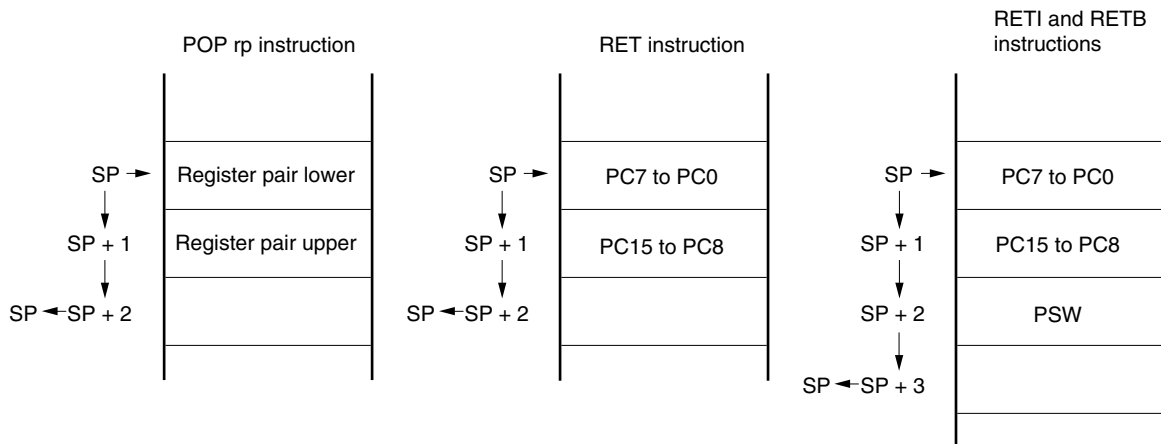 POP rp instruction
SP
Register pair lower
SP + 1
Register pair upper
SP
SP + 2
RET instruction
SP
PC7 to PC0
SP + 1
PC15 to PC8
SP
SP + 2
RETI and RETB
instructions
SP
PC7 to PC0
SP + 1
PC15 to PC8
SP + 2
PSW
SP
SP + 3